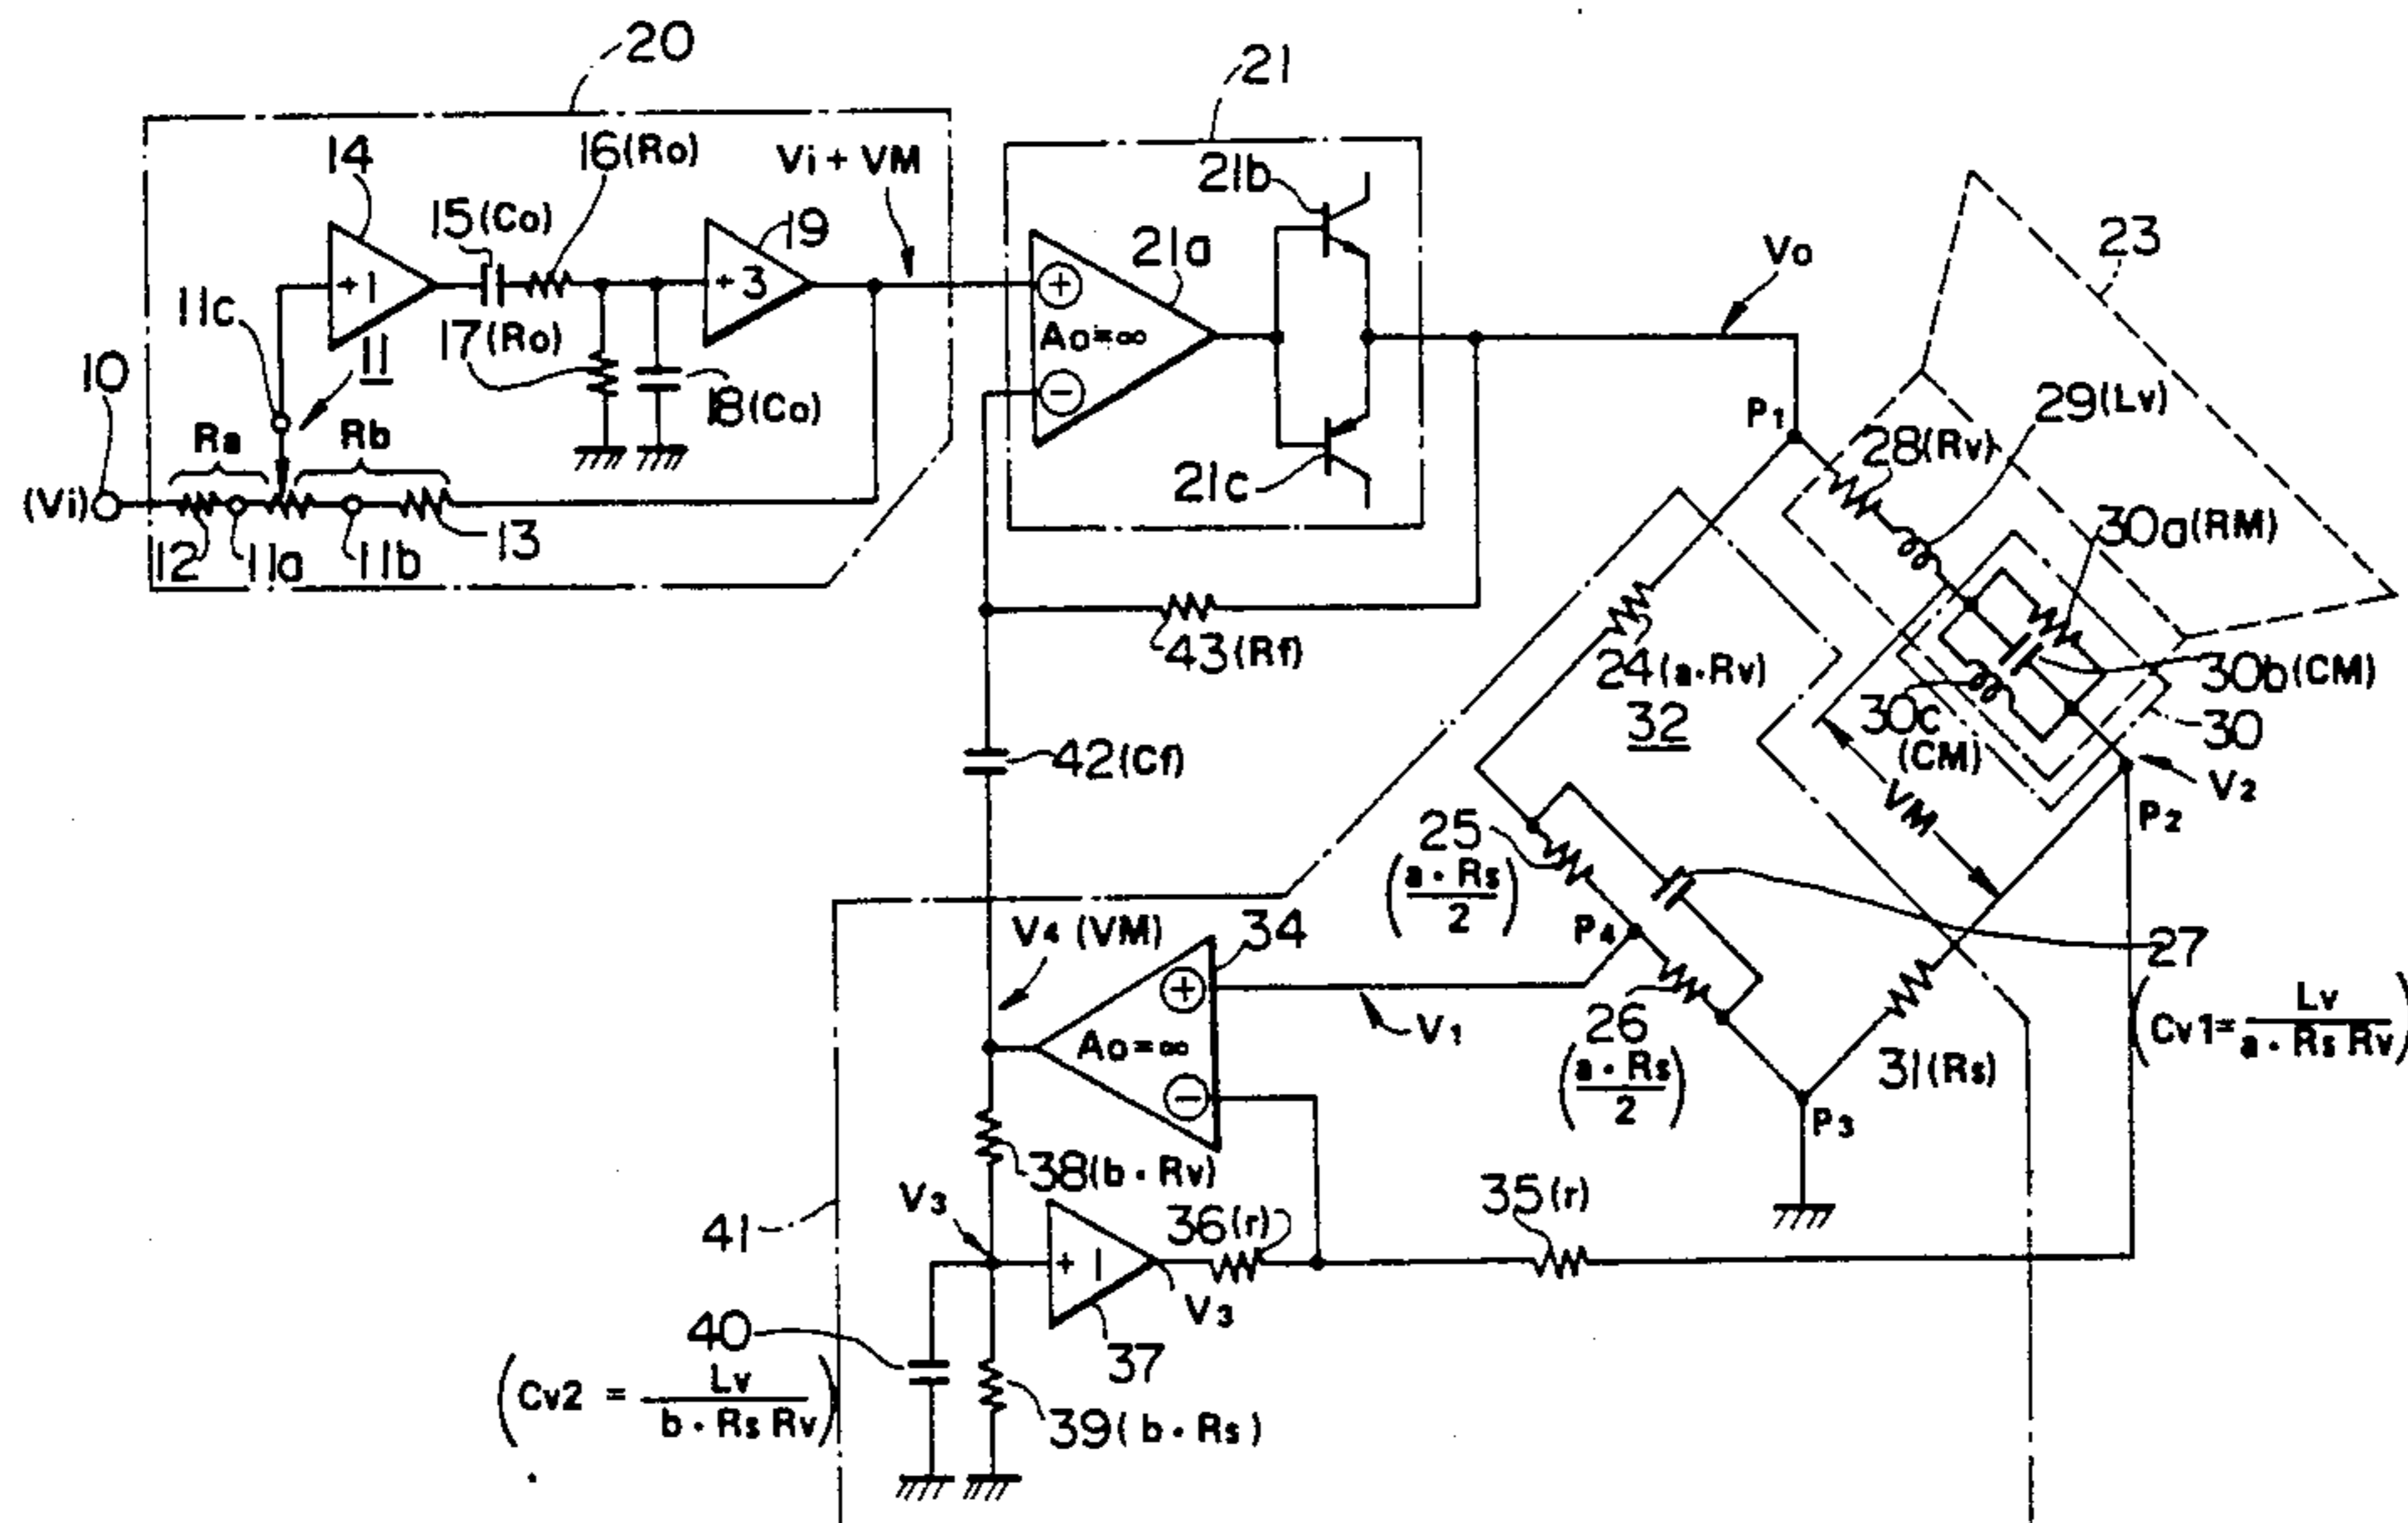 20
21
14
16(Ro)
Vi + VM
21b
15(Co)
19
21a
Vo
23
+1
+3
11c
17(Ro)
11
Ao=∞
10
18(Co)
29(Lv)
P1
28(Rv)
Ra
Rb
21c
(Vi)
30a(RM)
12
11a
11b
13
43(Rf)
24(a·Rv)
30b(CM)
32
30c
(CM)
30
42(Cf)
V2
VM
P2
25
(a·Rs/2)
V4 (VM)
34
P4
27
(Cv1=Lv/a·Rs Rv)
V1
26
(a·Rs/2)
Ao=∞
31(Rs)
P3
38(b·Rv)
35(r)
V3
36(r)
41
+1
V3
40
37
(Cv2 = Lv/b·Rs Rv)
39(b·Rs)